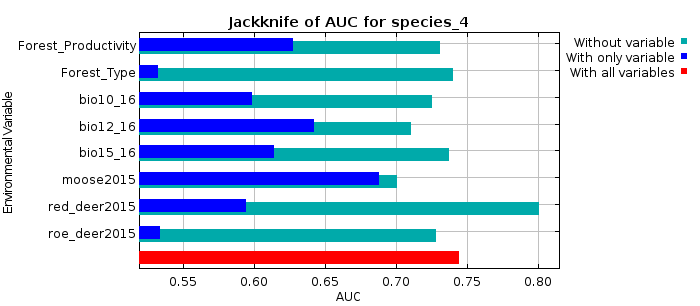 Jackknife of AUC for species_4
Environmental Variable
Forest_Productivity
Forest_Type
bio10_16
bio12_16
bio15_16
moose2015
red_deer2015
roe_deer2015
0.55 0.60 0.65 0.70 0.75 0.80
AUC
Without variable
With only variable
With all variables